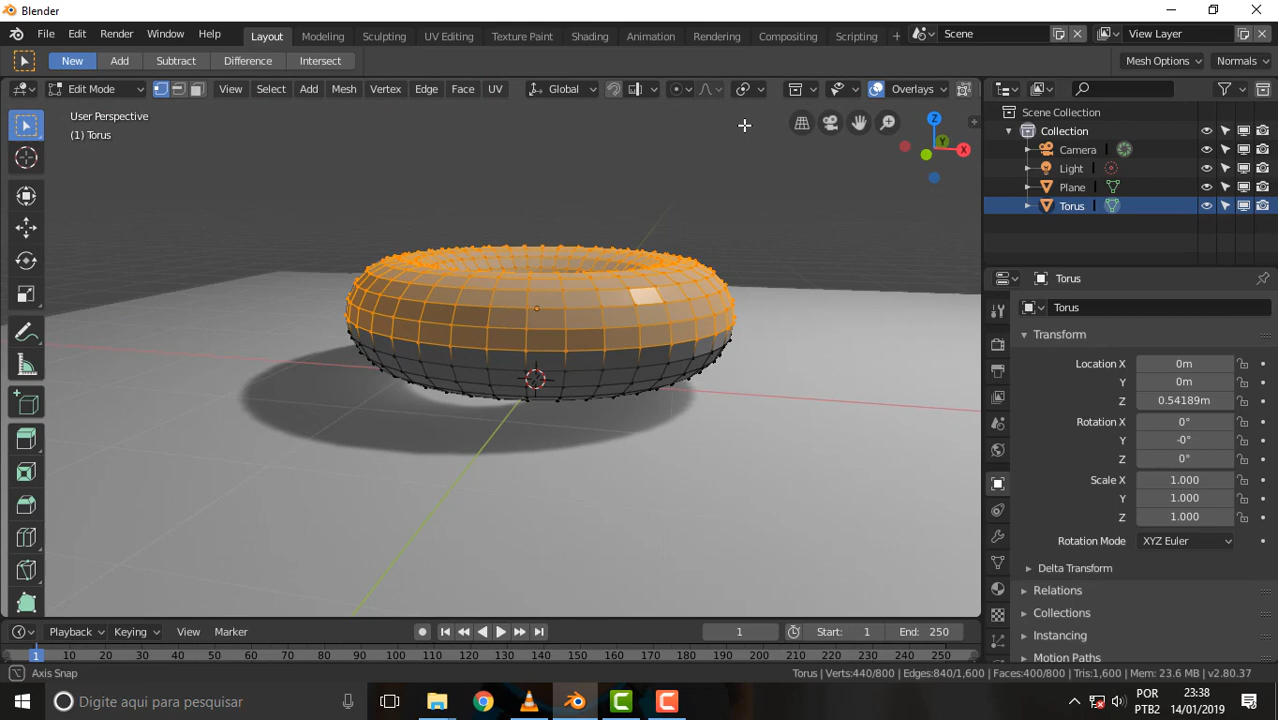 Blender
File Edit Render Window Help Layout Modeling Sculpting UV Editing Texture Paint Shading Animation Rendering Compositing Scripting + Scene View Layer
New Add Subtract Difference Intersect Mesh Options Normals
Edit Mode View Select Add Mesh Vertex Edge Face UV Global Overlays
User Perspective
(1) Torus
Z
Y
X
Scene Collection
Collection
Camera
Light
Plane
Torus
Torus
Torus
Transform
Location X 0m
Y 0m
Z 0.54189m
Rotation X 0°
Y -0°
Z 0°
Scale X 1.000
Y 1.000
Z 1.000
Rotation Mode XYZ Euler
Delta Transform
Relations
Collections
Instancing
Motion Paths
Playback Keying View Marker 1 Start: 1 End: 250
1 10 20 30 40 50 60 70 80 90 100 110 120 130 140 150 160 170 180 190 200 210 220 230 240 250
Axis Snap Torus | Verts:440/800 | Edges:840/1,600 | Faces:400/800 | Tris:1,600 | Mem: 23.6 MB | v2.80.37
Digite aqui para pesquisar
POR
PTB2
23:38
14/01/2019